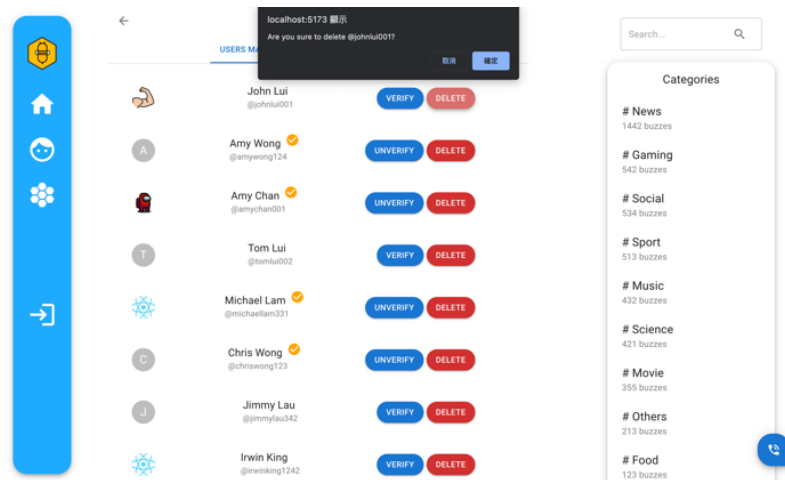 localhost:5173 顯示
Are you sure to delete @johnlui001?
取消
確定
USERS MA
John Lui
@johnlui001
VERIFY
DELETE
A
Amy Wong
@amywong124
UNVERIFY
DELETE
Amy Chan
@amychan001
UNVERIFY
DELETE
T
Tom Lui
@tomlui002
VERIFY
DELETE
Michael Lam
@michaellam331
UNVERIFY
DELETE
C
Chris Wong
@chriswong123
UNVERIFY
DELETE
J
Jimmy Lau
@jimmylau342
VERIFY
DELETE
Irwin King
@irwinking1242
VERIFY
DELETE
Search...
Categories
# News
1442 buzzes
# Gaming
542 buzzes
# Social
534 buzzes
# Sport
513 buzzes
# Music
432 buzzes
# Science
421 buzzes
# Movie
355 buzzes
# Others
213 buzzes
# Food
123 buzzes